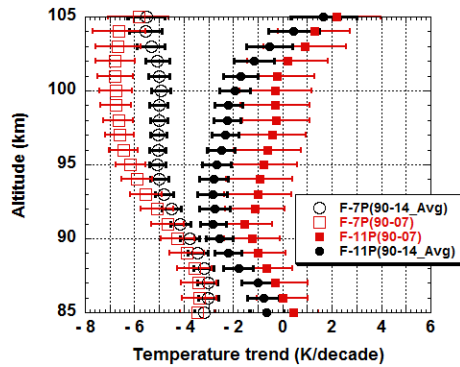 105
100
95
90
85
Altitude (km)
F-7P(90-14_Avg)
F-7P(90-07)
F-11P(90-07)
F-11P(90-14_Avg)
- 8 - 6 - 4 - 2 0 2 4 6
Temperature trend (K/decade)